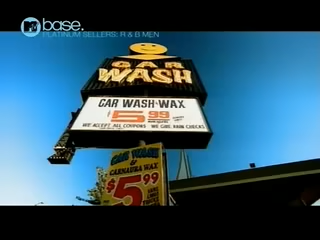 MTV base.
PLATINUM SELLERS: R & B MEN
CAR
WASH
CAR WASH • WAX
$5 99
WE ACCEPT ALL COUPONS WE GIVE RAIN CHECKS
CAR WASH
&
CARNAUBA WAX
$5.99